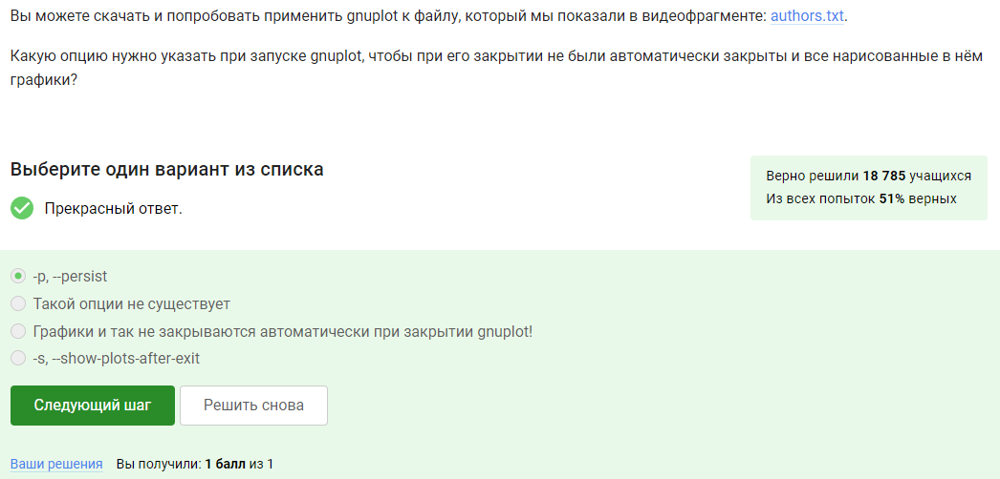 Вы можете скачать и попробовать применить gnuplot к файлу, который мы показали в видеофрагменте: authors.txt.
Какую опцию нужно указать при запуске gnuplot, чтобы при его закрытии не были автоматически закрыты и все нарисованные в нём
графики?
Выберите один вариант из списка
Верно решили 18 785 учащихся
Из всех попыток 51% верных
Прекрасный ответ.
-p, --persist
Такой опции не существует
Графики и так не закрываются автоматически при закрытии gnuplot!
-s, --show-plots-after-exit
Следующий шаг
Решить снова
Ваши решения
Вы получили: 1 балл из 1